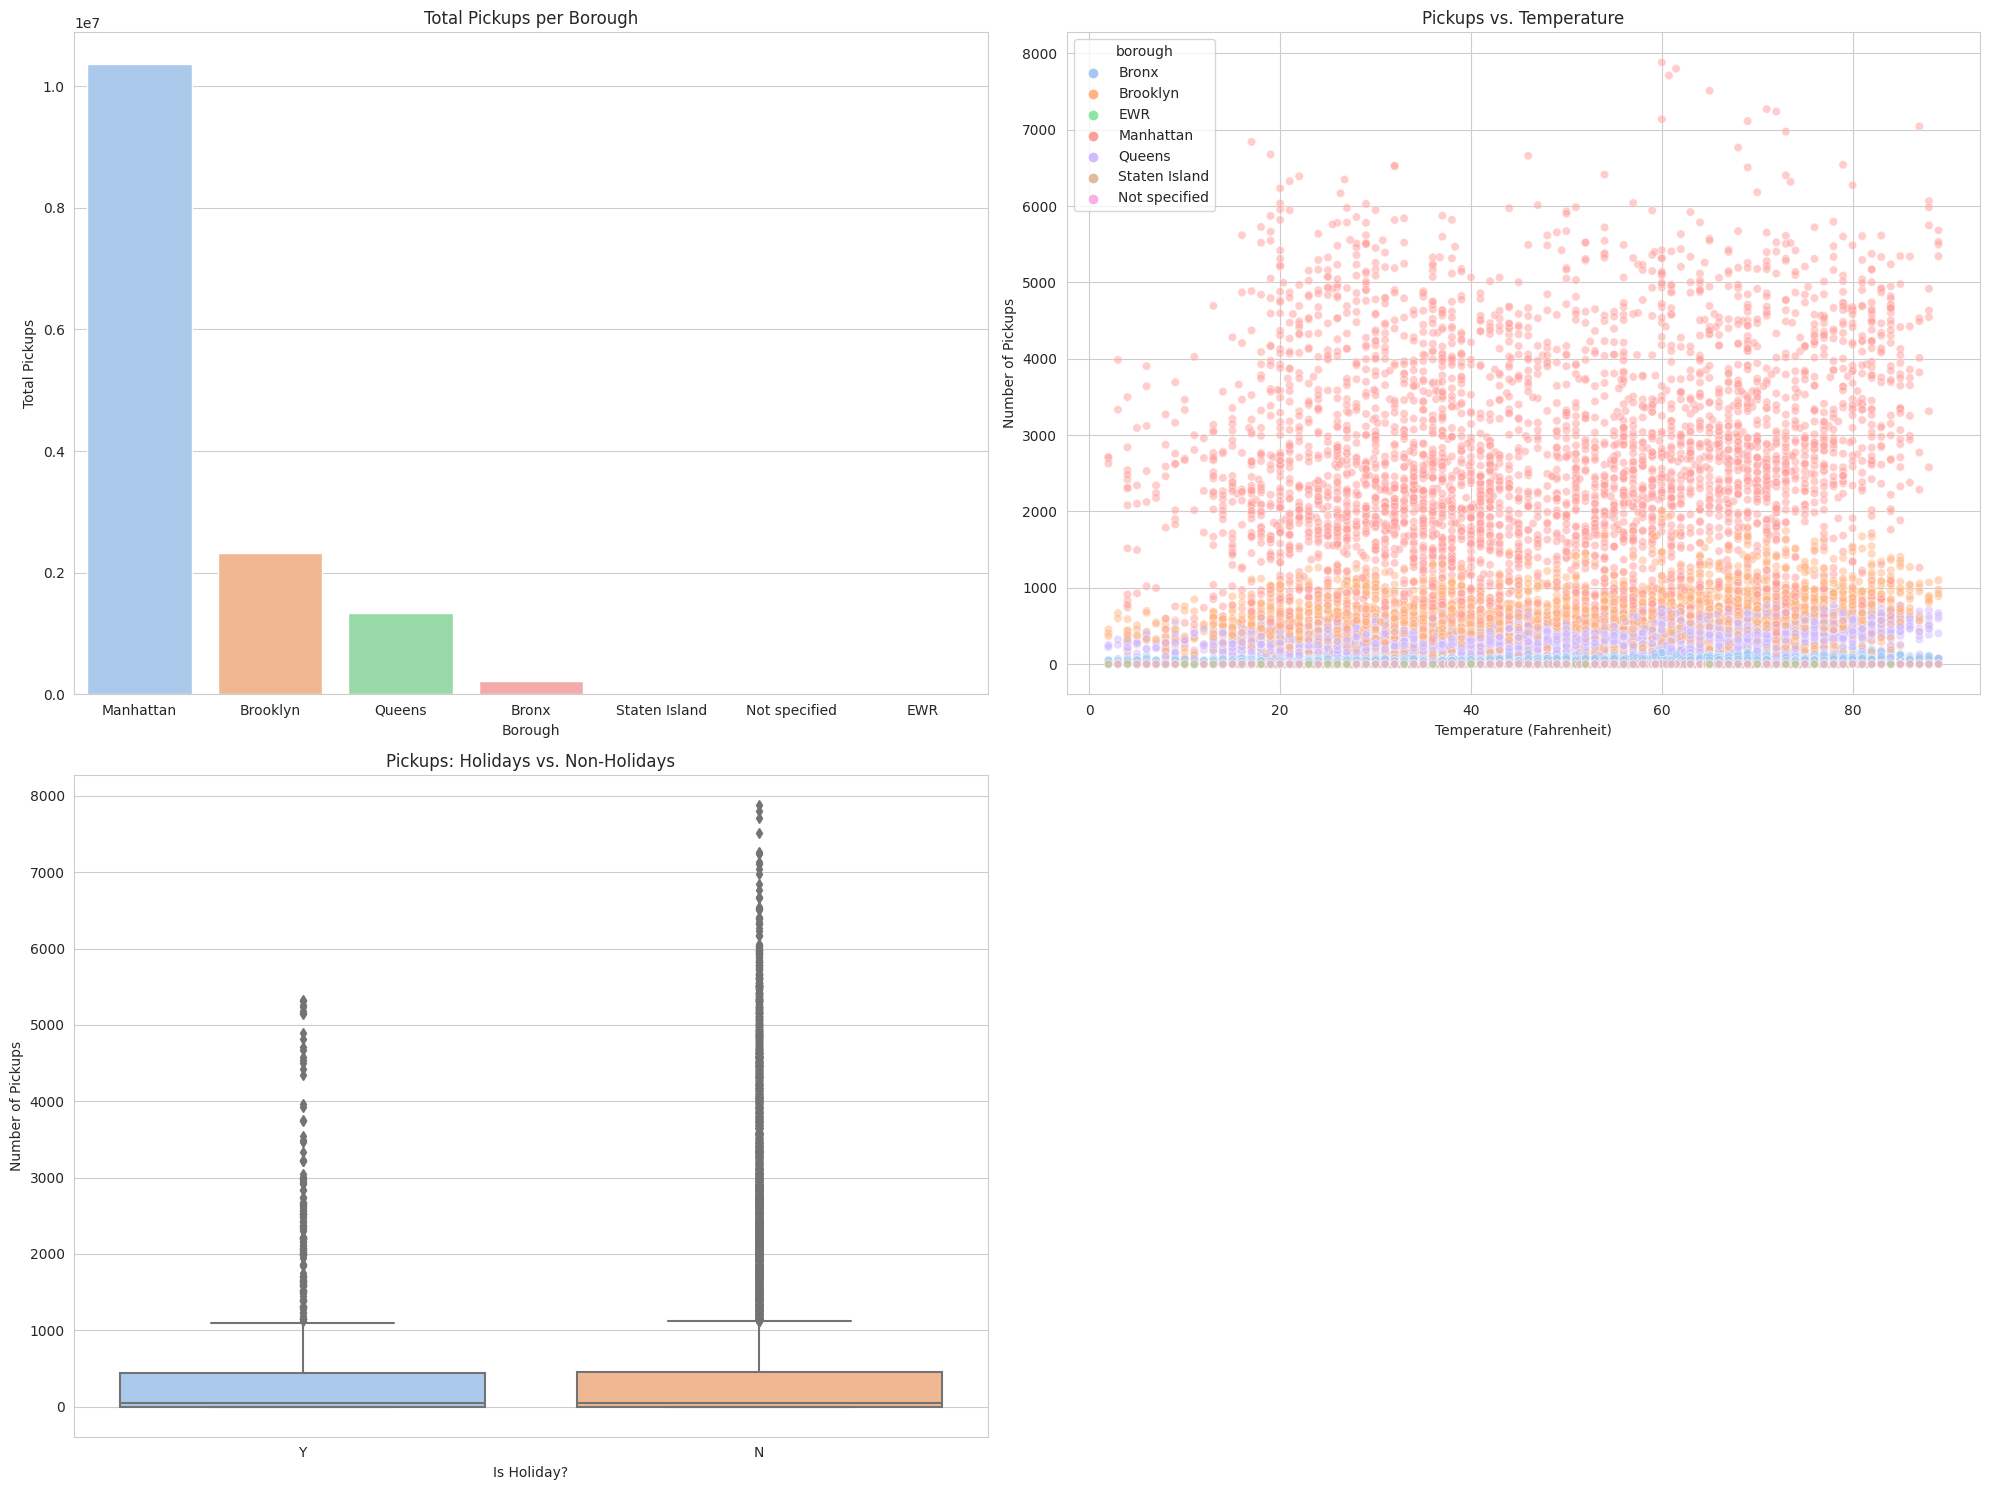 Total Pickups per Borough
1e7
1.0
0.8
0.6
0.4
0.2
0.0
Total Pickups
Manhattan
Brooklyn
Queens
Bronx
Staten Island
Not specified
EWR
Borough
Pickups vs. Temperature
borough
Bronx
Brooklyn
EWR
Manhattan
Queens
Staten Island
Not specified
8000
7000
6000
5000
4000
3000
2000
1000
0
Number of Pickups
0
20
40
60
80
Temperature (Fahrenheit)
Pickups: Holidays vs. Non-Holidays
8000
7000
6000
5000
4000
3000
2000
1000
0
Number of Pickups
Y
N
Is Holiday?